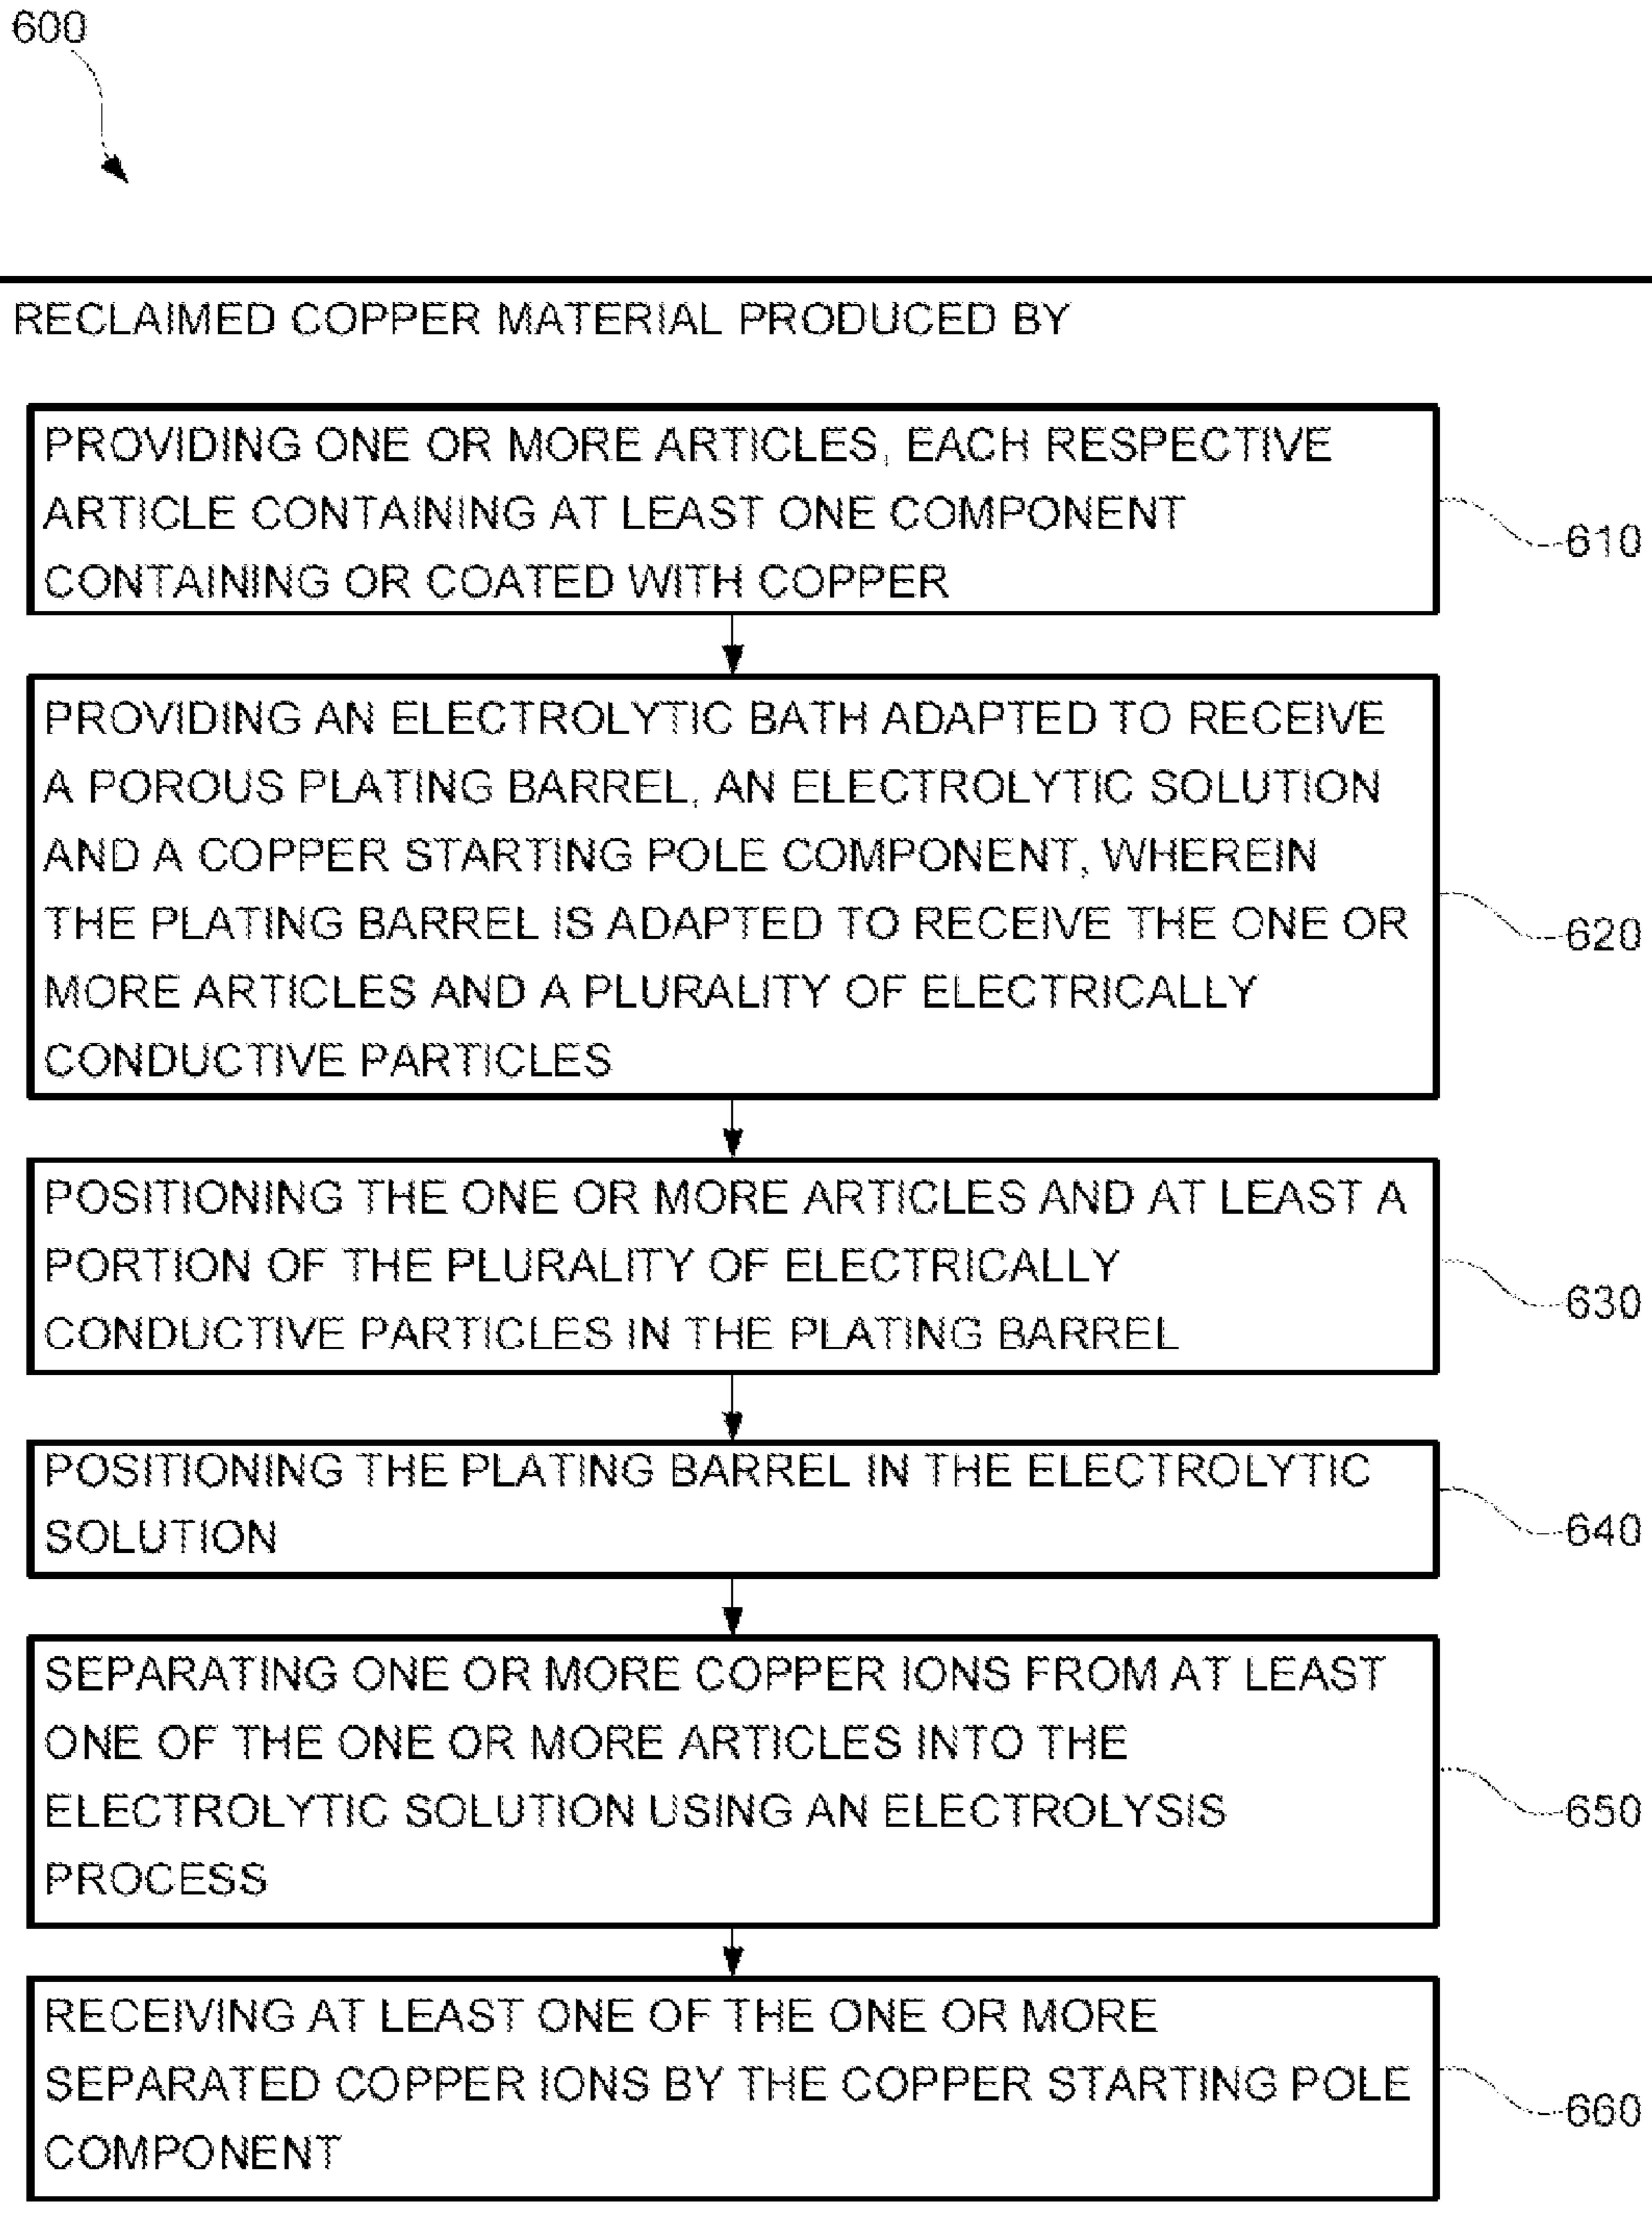 600
RECLAIMED COPPER MATERIAL PRODUCED BY
PROVIDING ONE OR MORE ARTICLES, EACH RESPECTIVE
ARTICLE CONTAINING AT LEAST ONE COMPONENT
CONTAINING OR COATED WITH COPPER
610
PROVIDING AN ELECTROLYTIC BATH ADAPTED TO RECEIVE
A POROUS PLATING BARREL, AN ELECTROLYTIC SOLUTION
AND A COPPER STARTING POLE COMPONENT, WHEREIN
THE PLATING BARREL IS ADAPTED TO RECEIVE THE ONE OR
MORE ARTICLES AND A PLURALITY OF ELECTRICALLY
CONDUCTIVE PARTICLES
620
POSITIONING THE ONE OR MORE ARTICLES AND AT LEAST A
PORTION OF THE PLURALITY OF ELECTRICALLY
CONDUCTIVE PARTICLES IN THE PLATING BARREL
630
POSITIONING THE PLATING BARREL IN THE ELECTROLYTIC
SOLUTION
640
SEPARATING ONE OR MORE COPPER IONS FROM AT LEAST
ONE OF THE ONE OR MORE ARTICLES INTO THE
ELECTROLYTIC SOLUTION USING AN ELECTROLYSIS
PROCESS
650
RECEIVING AT LEAST ONE OF THE ONE OR MORE
SEPARATED COPPER IONS BY THE COPPER STARTING POLE
COMPONENT
660